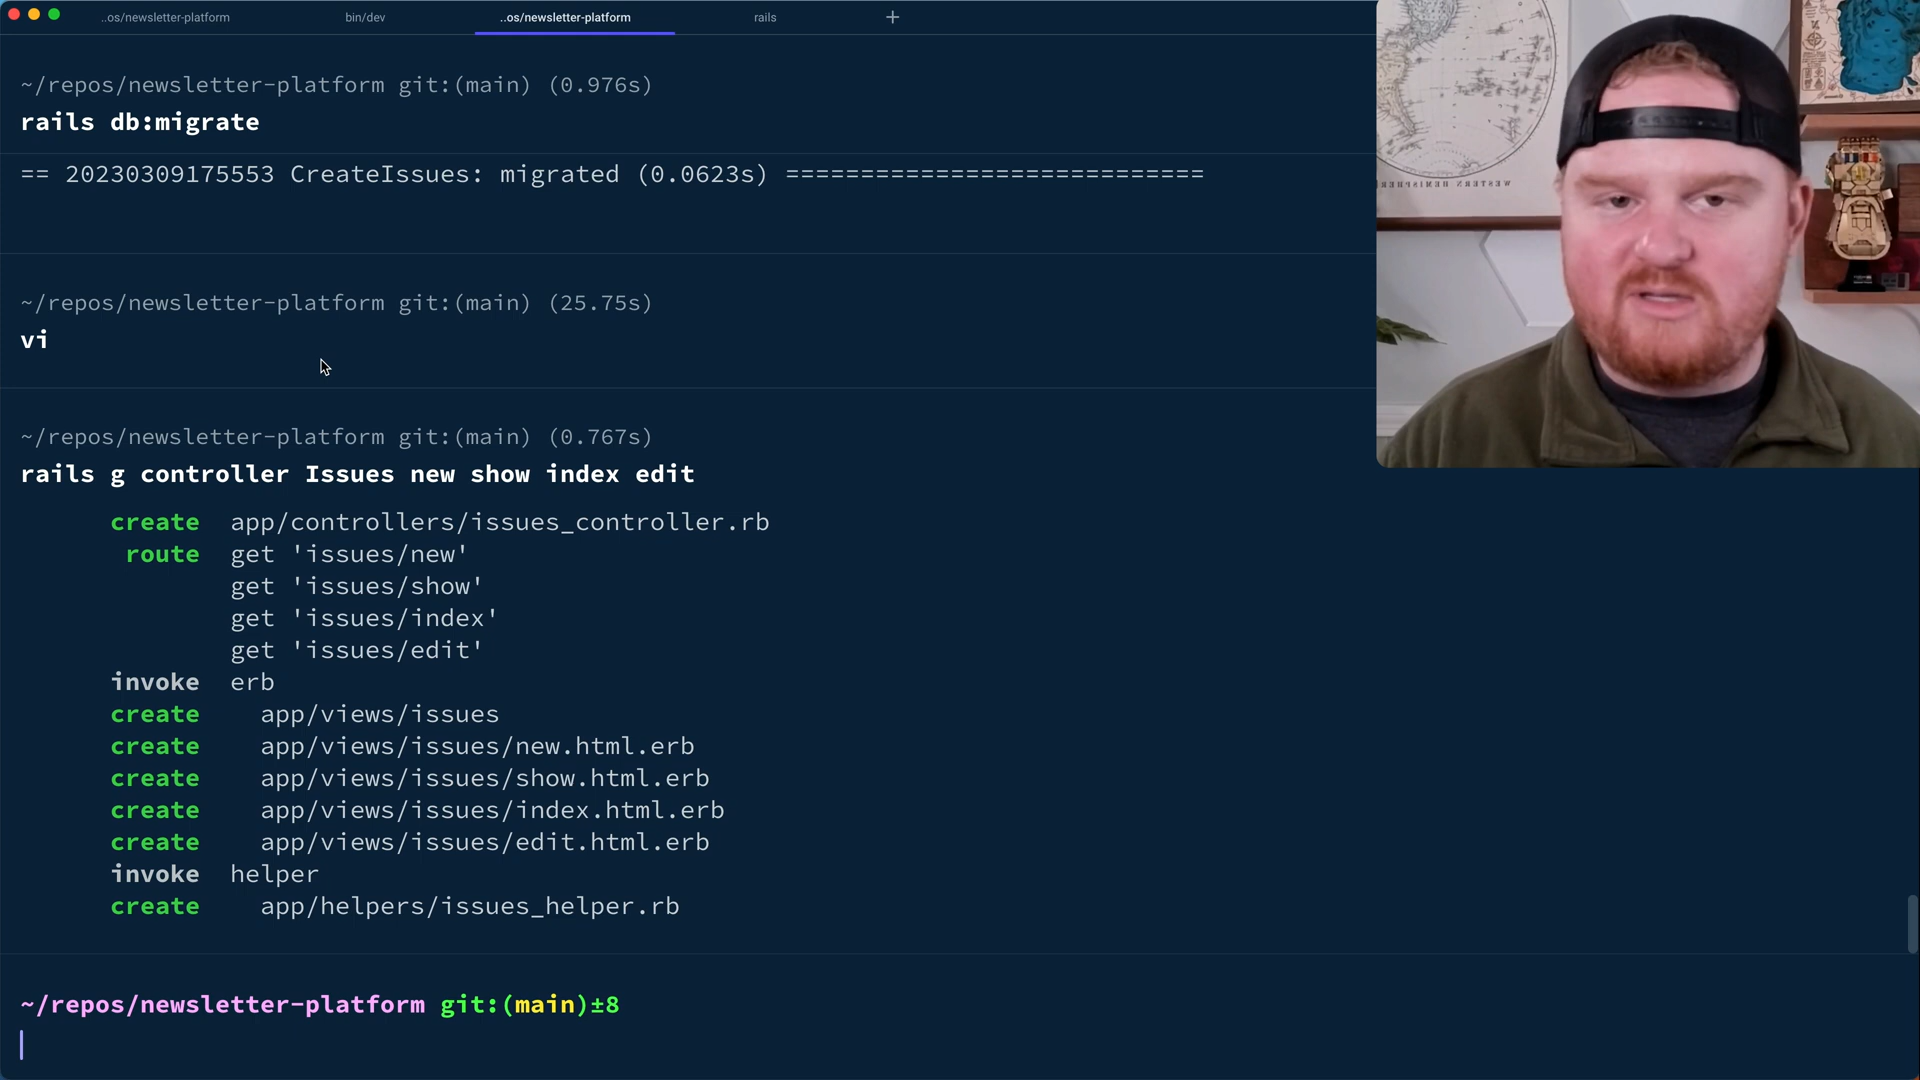 ..os/newsletter-platform bin/dev ..os/newsletter-platform rails +
~/repos/newsletter-platform git:(main) (0.976s)
rails db:migrate
== 20230309175553 CreateIssues: migrated (0.0623s) ============================
~/repos/newsletter-platform git:(main) (25.75s)
vi
~/repos/newsletter-platform git:(main) (0.767s)
rails g controller Issues new show index edit
create app/controllers/issues_controller.rb
route get 'issues/new'
get 'issues/show'
get 'issues/index'
get 'issues/edit'
invoke erb
create app/views/issues
create app/views/issues/new.html.erb
create app/views/issues/show.html.erb
create app/views/issues/index.html.erb
create app/views/issues/edit.html.erb
invoke helper
create app/helpers/issues_helper.rb
~/repos/newsletter-platform git:(main)±8
WESTERN HEMISPHERE